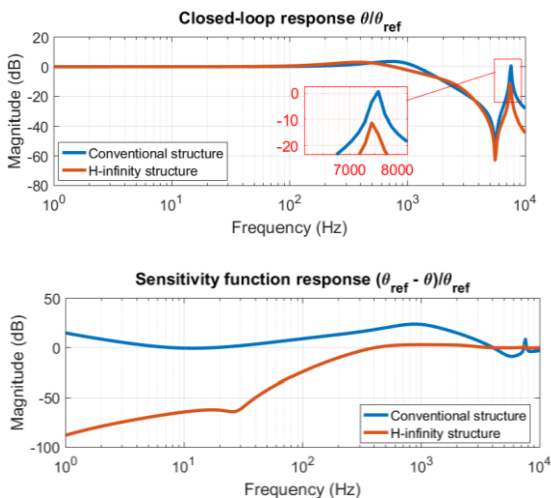 Closed-loop response θ/θref
Magnitude (dB)
20
0
-20
-40
-60
-80
0
-10
-20
7000 8000
Conventional structure
H-infinity structure
10^0 10^1 10^2 10^3 10^4
Frequency (Hz)
Sensitivity function response (θref - θ)/θref
Magnitude (dB)
50
0
-50
-100
Conventional structure
H-infinity structure
10^0 10^1 10^2 10^3 10^4
Frequency (Hz)